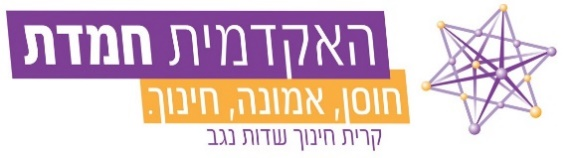 האקדמית חמדת
חוסן, אמונה, חינוך.
קרית חינוך שדות נגב